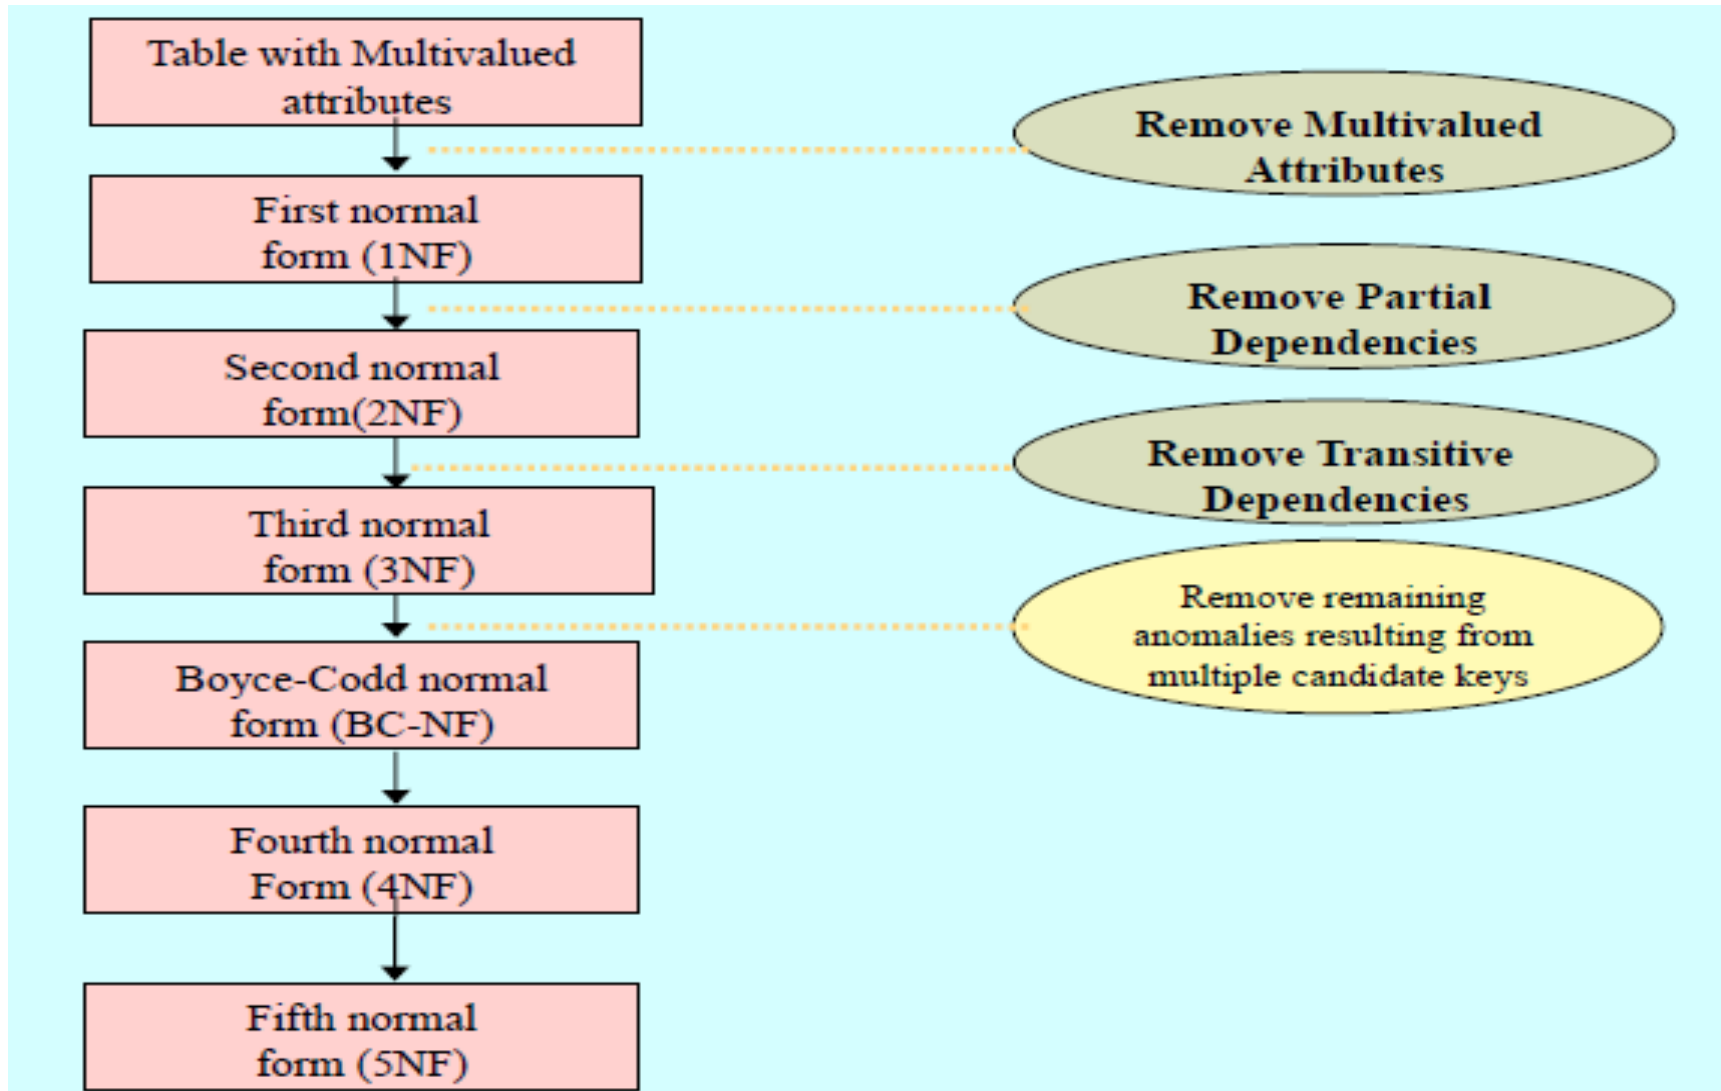 Table with Multivalued
attributes
Remove Multivalued
Attributes
First normal
form (1NF)
Remove Partial
Dependencies
Second normal
form(2NF)
Remove Transitive
Dependencies
Third normal
form (3NF)
Remove remaining
anomalies resulting from
multiple candidate keys
Boyce-Codd normal
form (BC-NF)
Fourth normal
Form (4NF)
Fifth normal
form (5NF)